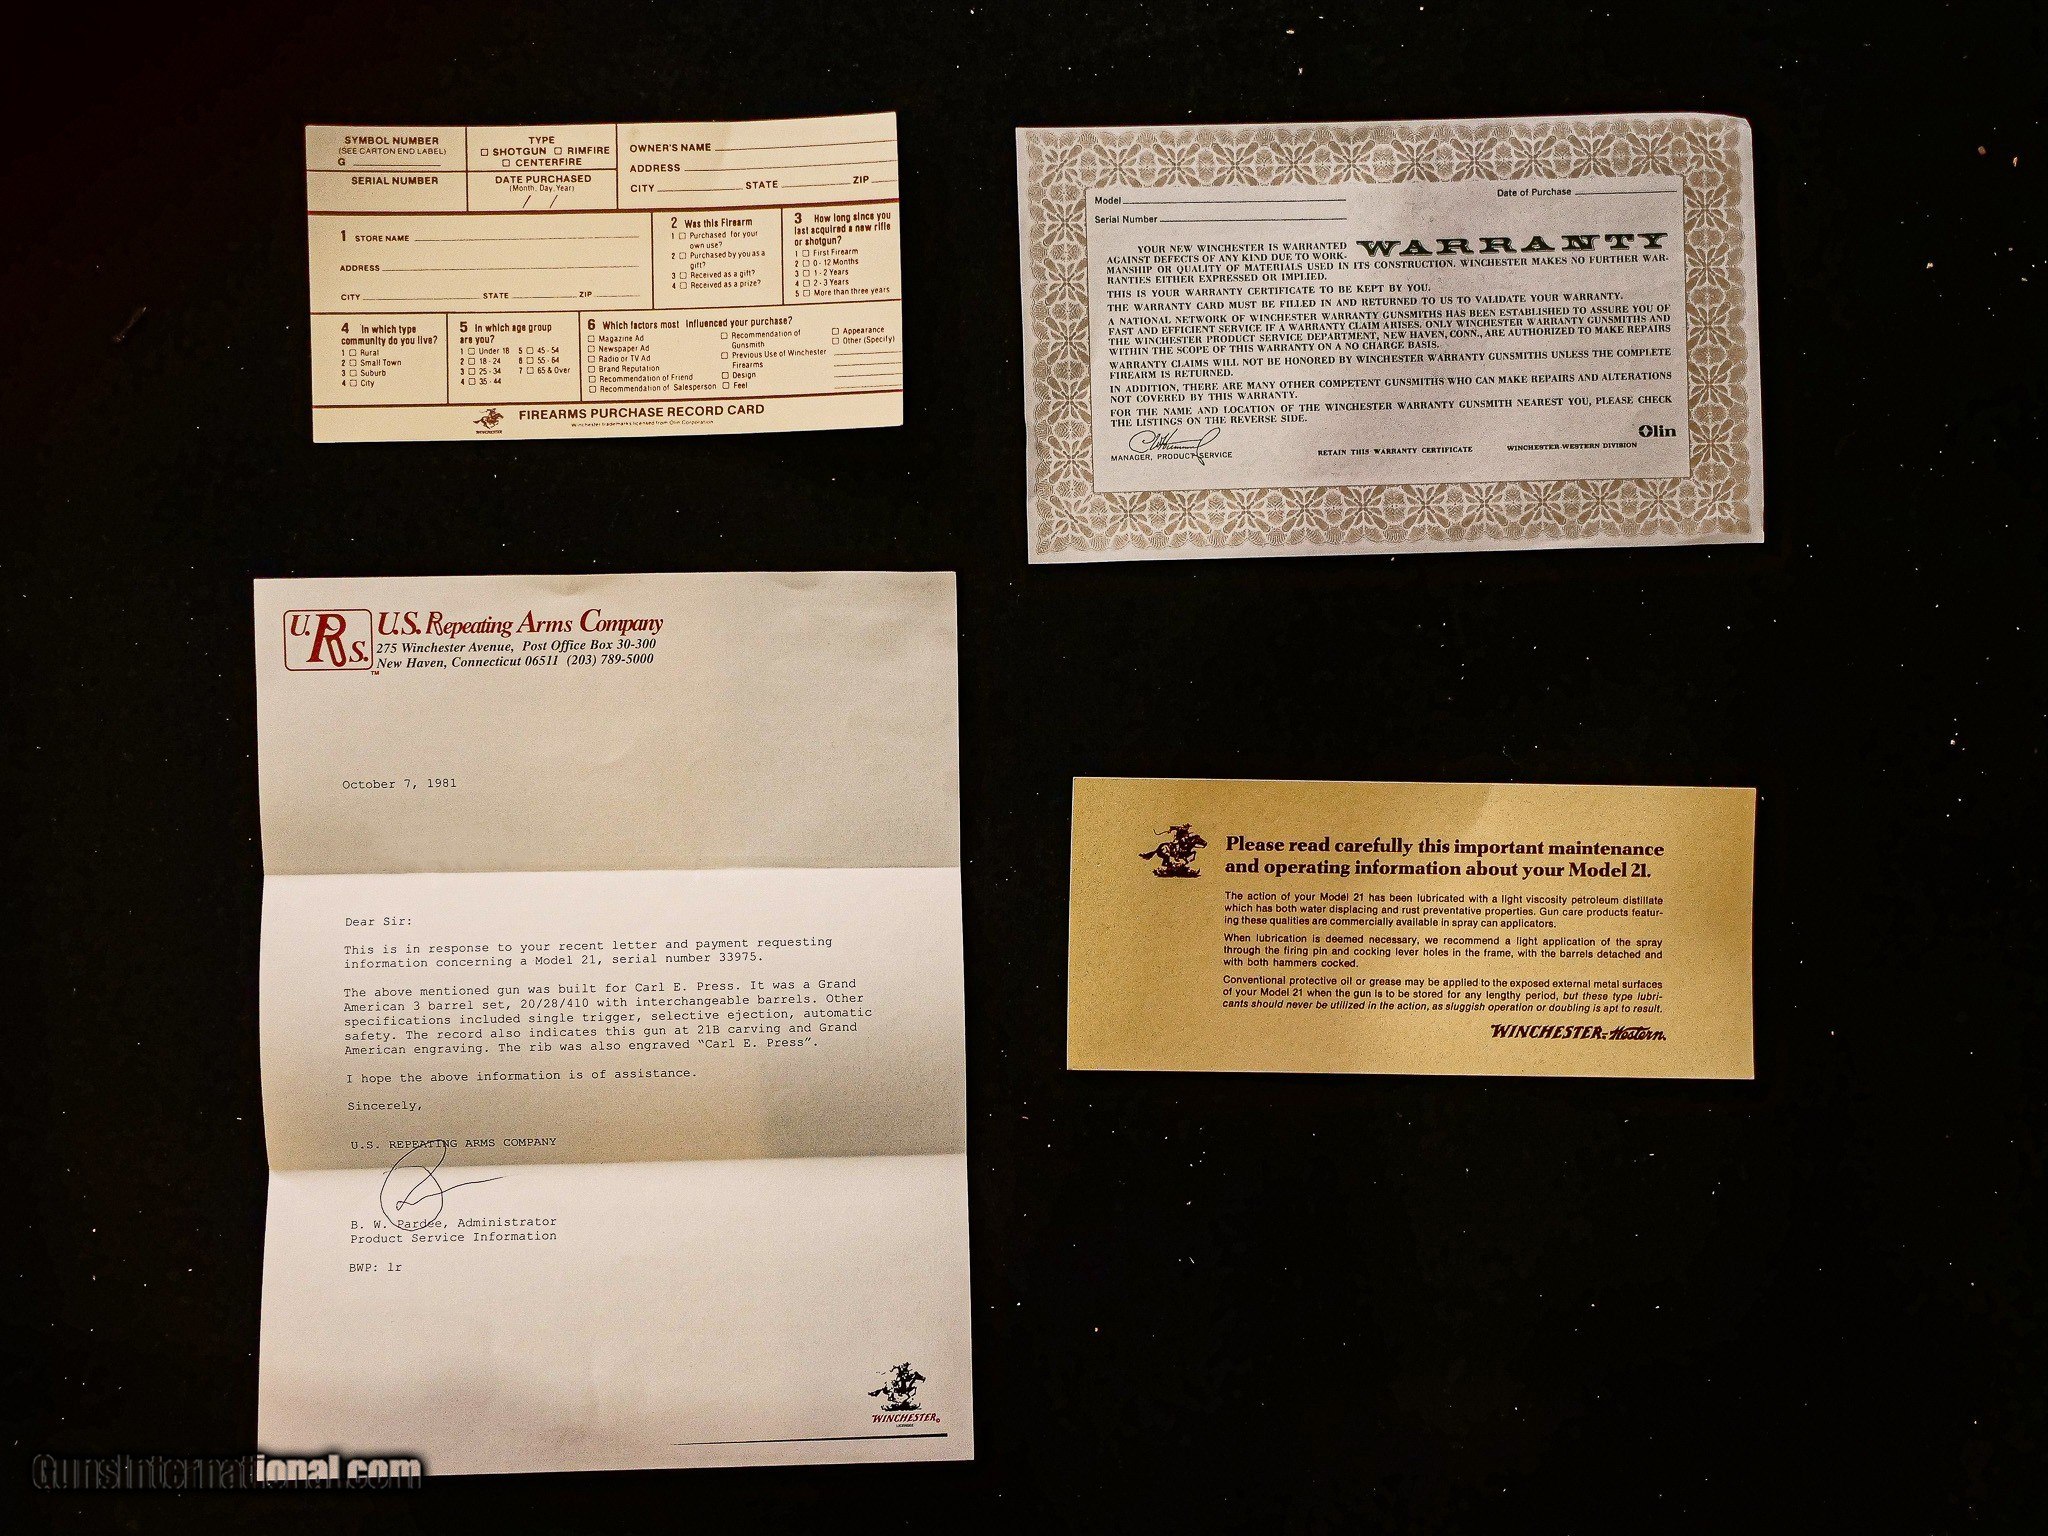 SYMBOL NUMBER
(SEE CARTON END LABEL)
G
TYPE
☐ SHOTGUN ☐ RIMFIRE
☐ CENTERFIRE
OWNER'S NAME
ADDRESS
CITY STATE ZIP
SERIAL NUMBER
DATE PURCHASED
(Month, Day, Year)
/ /
1 STORE NAME
ADDRESS
CITY STATE ZIP
2 Was this Firearm
1 ☐ Purchased for your
own use?
2 ☐ Purchased by you as a
gift?
3 ☐ Received as a gift?
4 ☐ Received as a prize?
3 How long since you
last acquired a new rifle
or shotgun?
1 ☐ First Firearm
2 ☐ 0-12 Months
3 ☐ 1-2 Years
4 ☐ 2-3 Years
5 ☐ More than three years
4 In which type
community do you live?
1 ☐ Rural
2 ☐ Small Town
3 ☐ Suburb
4 ☐ City
5 In which age group
are you?
1 ☐ Under 18 5 ☐ 45-54
2 ☐ 18-24 6 ☐ 55-64
3 ☐ 25-34 7 ☐ 65 & Over
4 ☐ 35-44
6 Which factors most influenced your purchase?
☐ Magazine Ad
☐ Newspaper Ad
☐ Radio or TV Ad
☐ Brand Reputation
☐ Recommendation of Friend
☐ Recommendation of Salesperson
☐ Recommendation of
Gunsmith
☐ Previous Use of Winchester
Firearms
☐ Design
☐ Feel
☐ Appearance
☐ Other (Specify)
WINCHESTER
FIREARMS PURCHASE RECORD CARD
Winchester trademarks licensed from Olin Corporation
Model
Date of Purchase
Serial Number
WARRANTY
YOUR NEW WINCHESTER IS WARRANTED
AGAINST DEFECTS OF ANY KIND DUE TO WORK-
MANSHIP OR QUALITY OF MATERIALS USED IN ITS CONSTRUCTION. WINCHESTER MAKES NO FURTHER WAR-
RANTIES EITHER EXPRESSED OR IMPLIED.
THIS IS YOUR WARRANTY CERTIFICATE TO BE KEPT BY YOU.
THE WARRANTY CARD MUST BE FILLED IN AND RETURNED TO US TO VALIDATE YOUR WARRANTY.
A NATIONAL NETWORK OF WINCHESTER WARRANTY GUNSMITHS HAS BEEN ESTABLISHED TO ASSURE YOU OF
FAST AND EFFICIENT SERVICE IF A WARRANTY CLAIM ARISES. ONLY WINCHESTER WARRANTY GUNSMITHS AND
THE WINCHESTER PRODUCT SERVICE DEPARTMENT, NEW HAVEN, CONN., ARE AUTHORIZED TO MAKE REPAIRS
WITHIN THE SCOPE OF THIS WARRANTY ON A NO CHARGE BASIS.
WARRANTY CLAIMS WILL NOT BE HONORED BY WINCHESTER WARRANTY GUNSMITHS UNLESS THE COMPLETE
FIREARM IS RETURNED.
IN ADDITION, THERE ARE MANY OTHER COMPETENT GUNSMITHS WHO CAN MAKE REPAIRS AND ALTERATIONS
NOT COVERED BY THIS WARRANTY.
FOR THE NAME AND LOCATION OF THE WINCHESTER WARRANTY GUNSMITH NEAREST YOU, PLEASE CHECK
THE LISTINGS ON THE REVERSE SIDE.
MANAGER, PRODUCT SERVICE
RETAIN THIS WARRANTY CERTIFICATE
WINCHESTER-WESTERN DIVISION Olin
U.R.S.
TM
U.S. Repeating Arms Company
275 Winchester Avenue, Post Office Box 30-300
New Haven, Connecticut 06511 (203) 789-5000
October 7, 1981
Dear Sir:
This is in response to your recent letter and payment requesting
information concerning a Model 21, serial number 33975.
The above mentioned gun was built for Carl E. Press. It was a Grand
American 3 barrel set, 20/28/410 with interchangeable barrels. Other
specifications included single trigger, selective ejection, automatic
safety. The record also indicates this gun at 21B carving and Grand
American engraving. The rib was also engraved "Carl E. Press".
I hope the above information is of assistance.
Sincerely,
U.S. REPEATING ARMS COMPANY
B. W. Pardee, Administrator
Product Service Information
BWP: lr
WINCHESTER®
LICENSEE
Please read carefully this important maintenance
and operating information about your Model 21.
The action of your Model 21 has been lubricated with a light viscosity petroleum distillate
which has both water displacing and rust preventative properties. Gun care products featur-
ing these qualities are commercially available in spray can applicators.
When lubrication is deemed necessary, we recommend a light application of the spray
through the firing pin and cocking lever holes in the frame, with the barrels detached and
with both hammers cocked.
Conventional protective oil or grease may be applied to the exposed external metal surfaces
of your Model 21 when the gun is to be stored for any lengthy period, but these type lubri-
cants should never be utilized in the action, as sluggish operation or doubling is apt to result.
WINCHESTER-Western.
GunsInternational.com